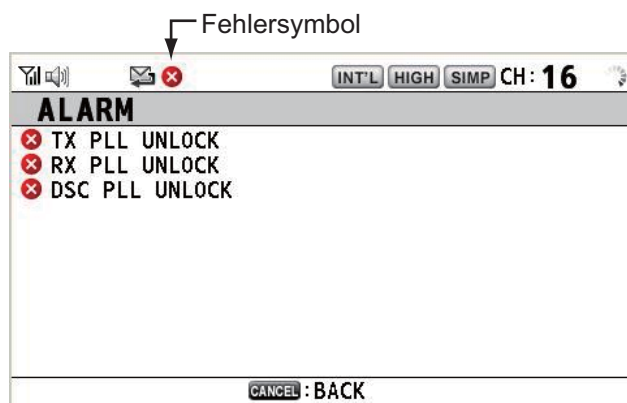 Fehlersymbol
INT'L HIGH SIMP CH: 16
ALARM
TX PLL UNLOCK
RX PLL UNLOCK
DSC PLL UNLOCK
CANCEL : BACK